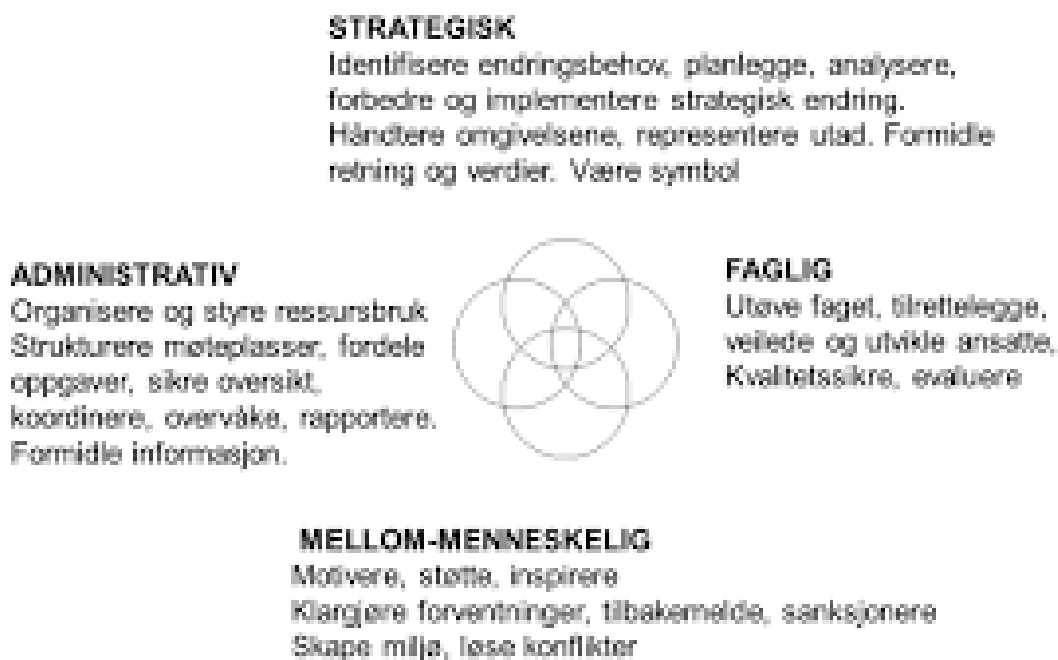 STRATEGISK
Identifisere endringsbehov, planlegge, analysere,
forbedre og implementere strategisk endring.
Håndtere omgivelsene, representere utad. Formidle
retning og verdier. Være symbol
ADMINISTRATIV
Organisere og styre ressursbruk
Strukturere møteplasser, fordele
oppgaver, sikre oversikt,
koordinere, overvåke, rapportere.
Formidle informasjon.
FAGLIG
Utøve faget, tilrettelegge,
veilede og utvikle ansatte,
Kvalitetssikre, evaluere
MELLOM-MENNESKELIG
Motivere, støtte, inspirere
Klargjøre forventninger, tilbakemelde, sanksjonere
Skape miljø, løse konflikter